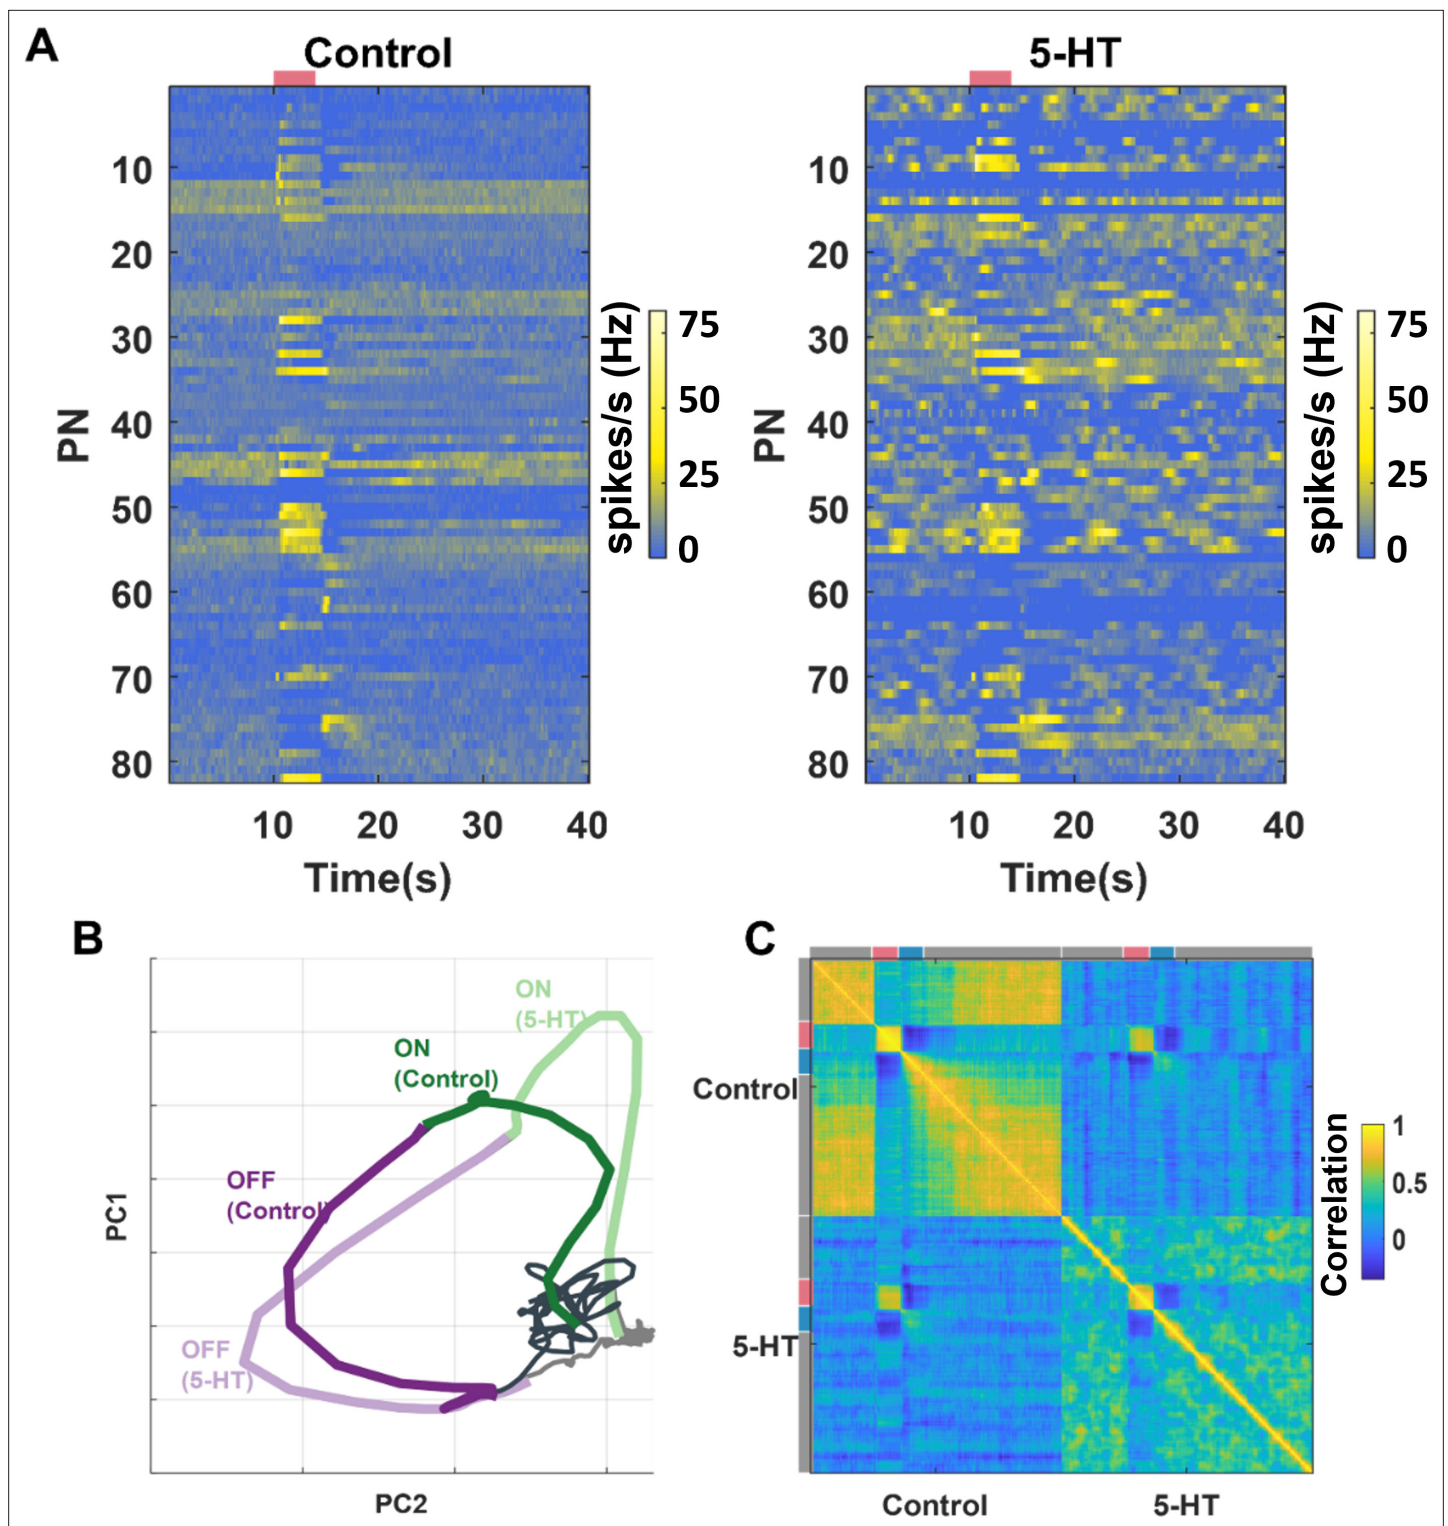 A
Control
5-HT
10
20
30
40
50
60
70
80
PN
10
20
30
40
Time(s)
spikes/s (Hz)
75
50
25
0
10
20
30
40
50
60
70
80
PN
10
20
30
40
Time(s)
spikes/s (Hz)
75
50
25
0
B
ON
(5-HT)
ON
(Control)
OFF
(Control)
OFF
(5-HT)
PC1
PC2
C
Control
5-HT
Control
5-HT
Correlation
1
0.5
0